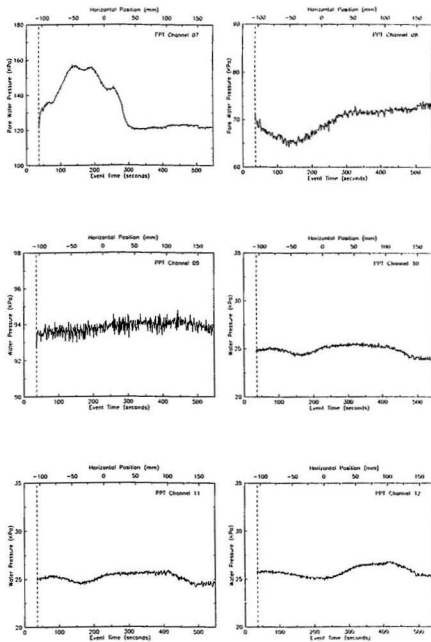 Horizontal Position (mm)
-100 -50 0 50 100 150
PPT Channel 07
Pore Water Pressure (KPa)
180
160
140
120
100
0 100 200 300 400 500
Event Time (seconds)
Horizontal Position (mm)
-100 -50 0 50 100 150
PPT Channel 08
Pore Water Pressure (KPa)
90
80
70
60
0 100 200 300 400 500
Event Time (seconds)
Horizontal Position (mm)
-100 -50 0 50 100 150
PPT Channel 09
Water Pressure (KPa)
98
96
94
92
90
0 100 200 300 400 500
Event Time (seconds)
Horizontal Position (mm)
-100 -50 0 50 100 150
PPT Channel 10
Water Pressure (KPa)
35
30
25
20
0 100 200 300 400 500
Event Time (seconds)
Horizontal Position (mm)
-100 -50 0 50 100 150
PPT Channel 11
Water Pressure (KPa)
35
30
25
20
0 100 200 300 400 500
Event Time (seconds)
Horizontal Position (mm)
-100 -50 0 50 100 150
PPT Channel 12
Water Pressure (KPa)
35
30
25
20
0 100 200 300 400 500
Event Time (seconds)